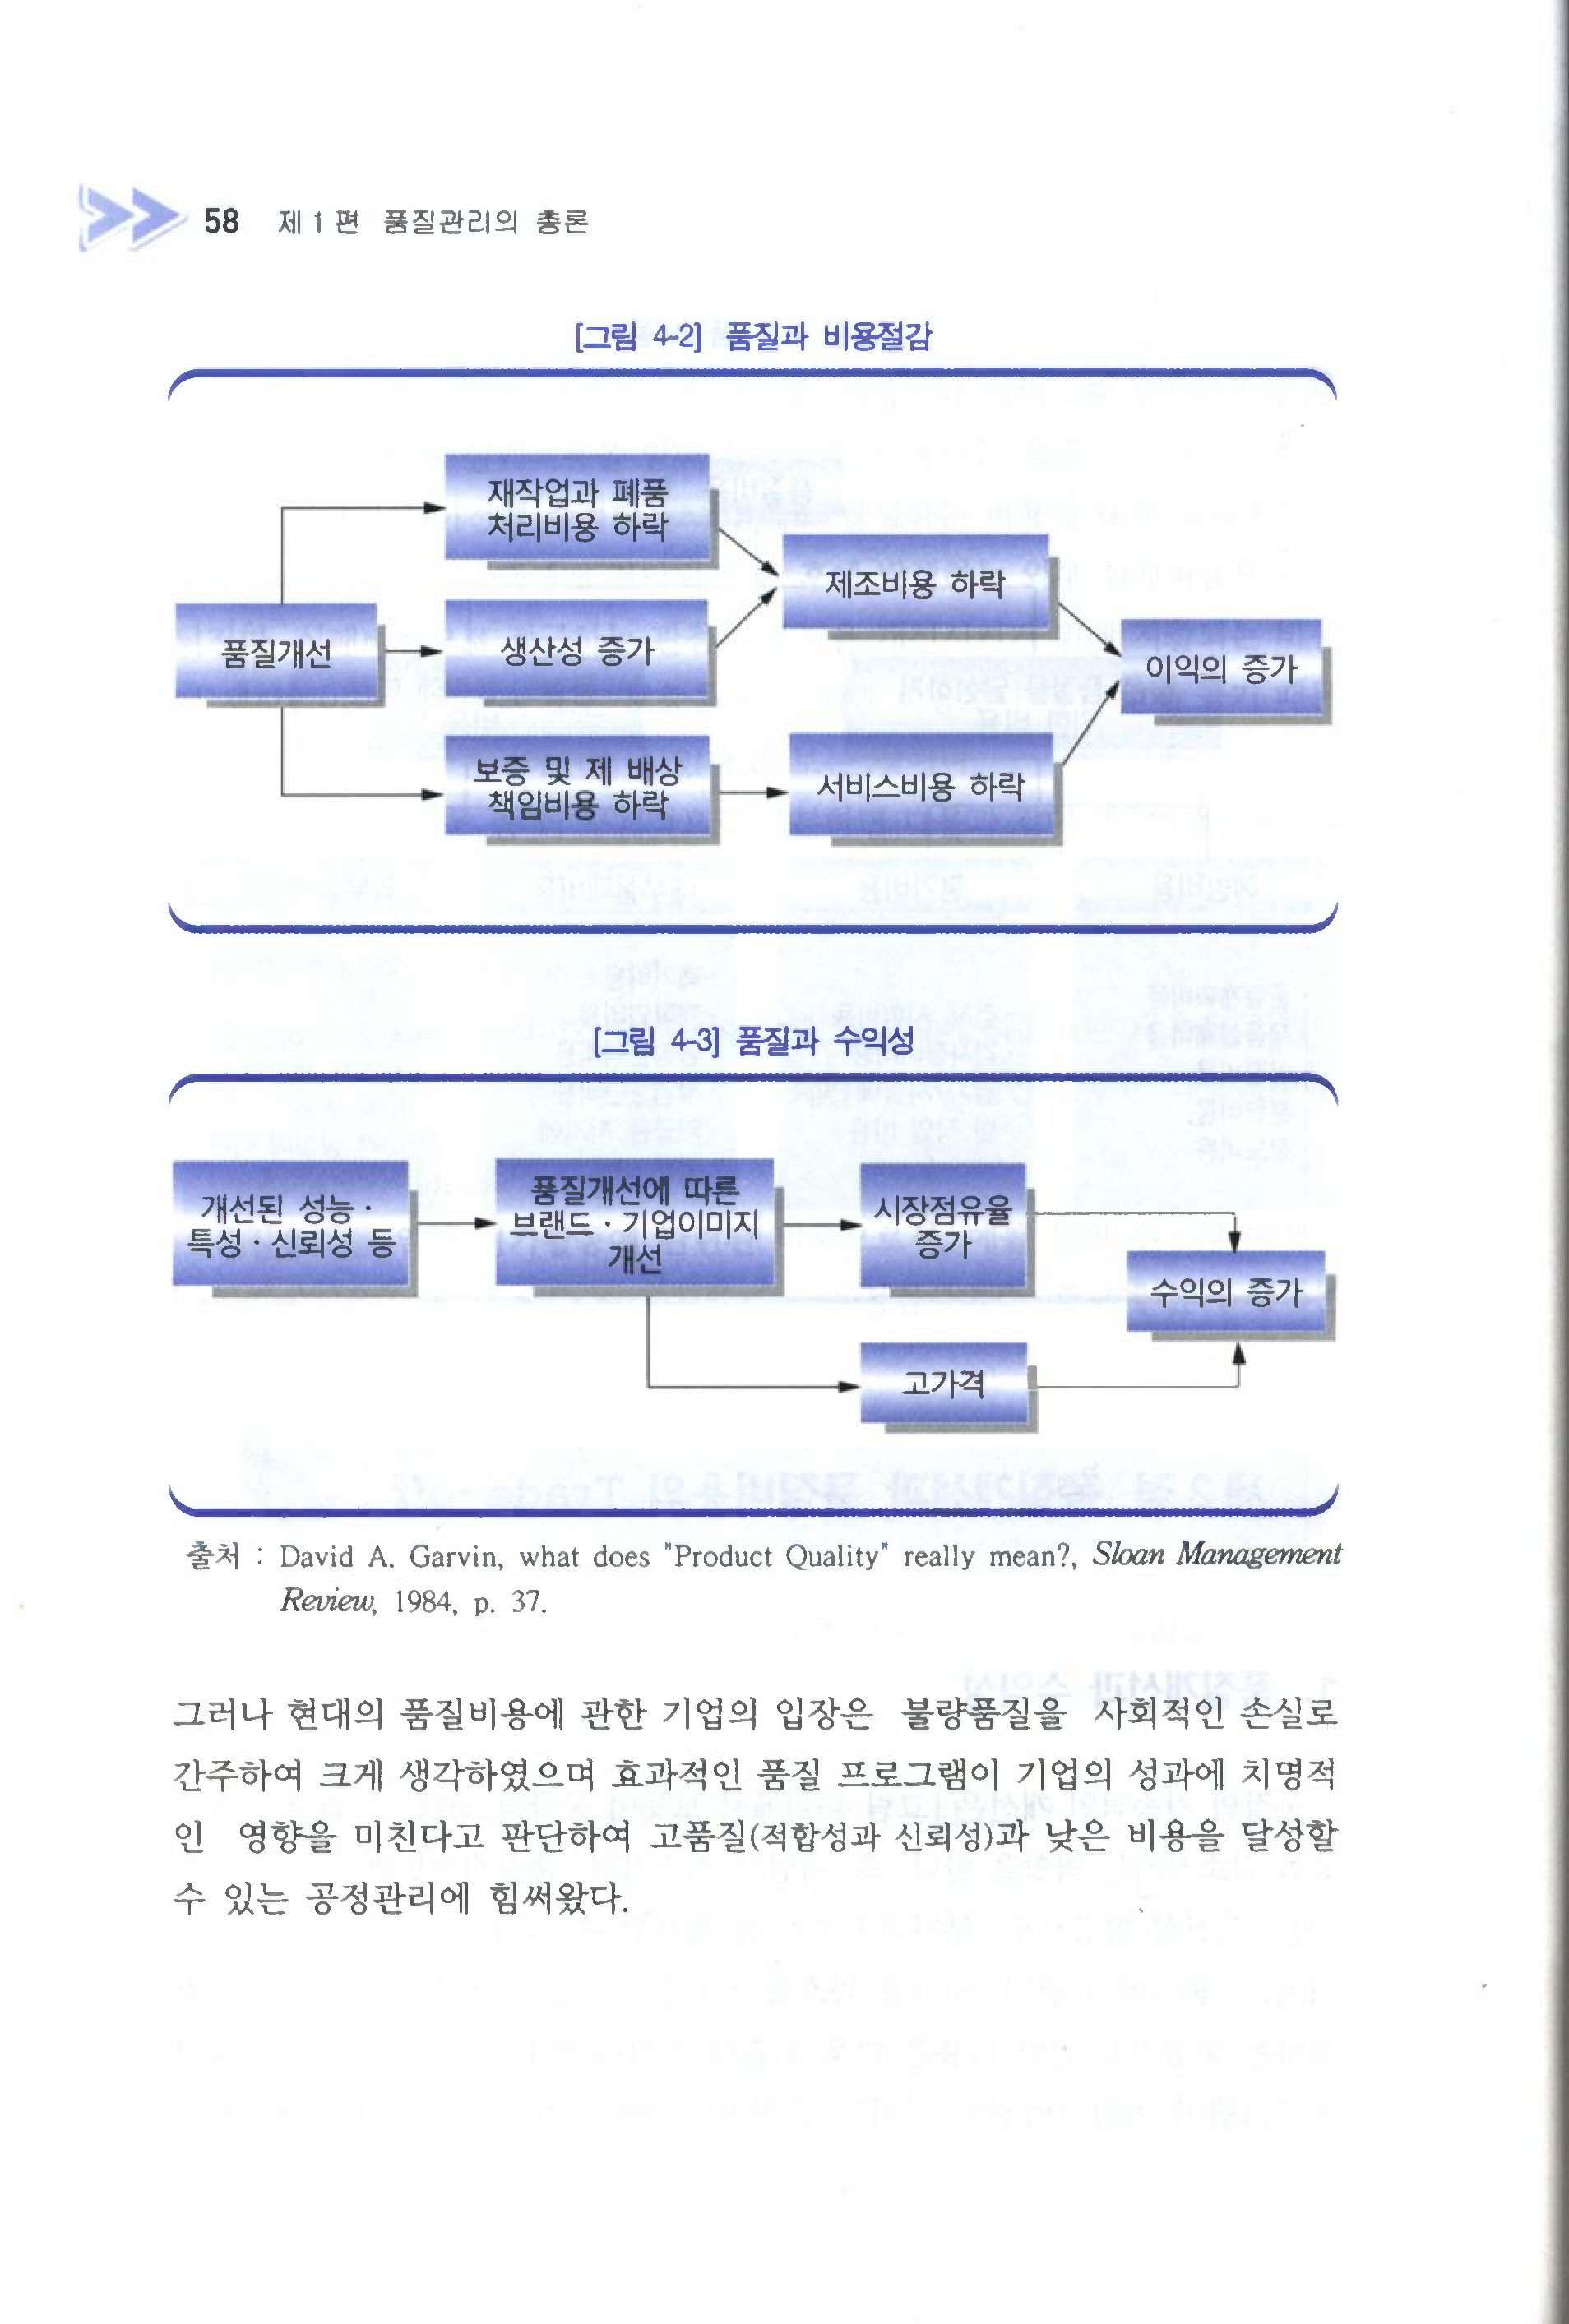 58 제 1 편 품질관리의 총론
[그림 4-2] 품질과 비용절감
재작업과 폐품
처리비용 하락
제조비용 하락
품질개선
생산성 증가
이익의 증가
보증 및 제 배상
책임비용 하락
서비스비용 하락
[그림 4-3] 품질과 수익성
개선된 성능·
특성·신뢰성 등
품질개선에 따른
브랜드·기업이미지
개선
시장점유율
증가
수익의 증가
고가격
출처 : David A. Garvin, what does "Product Quality" really mean?, Sloan Management
Review, 1984, p. 37.
그러나 현대의 품질비용에 관한 기업의 입장은 불량품질을 사회적인 손실로
간주하여 크게 생각하였으며 효과적인 품질 프로그램이 기업의 성과에 치명적
인 영향을 미친다고 판단하여 고품질(적합성과 신뢰성)과 낮은 비용을 달성할
수 있는 공정관리에 힘써왔다.